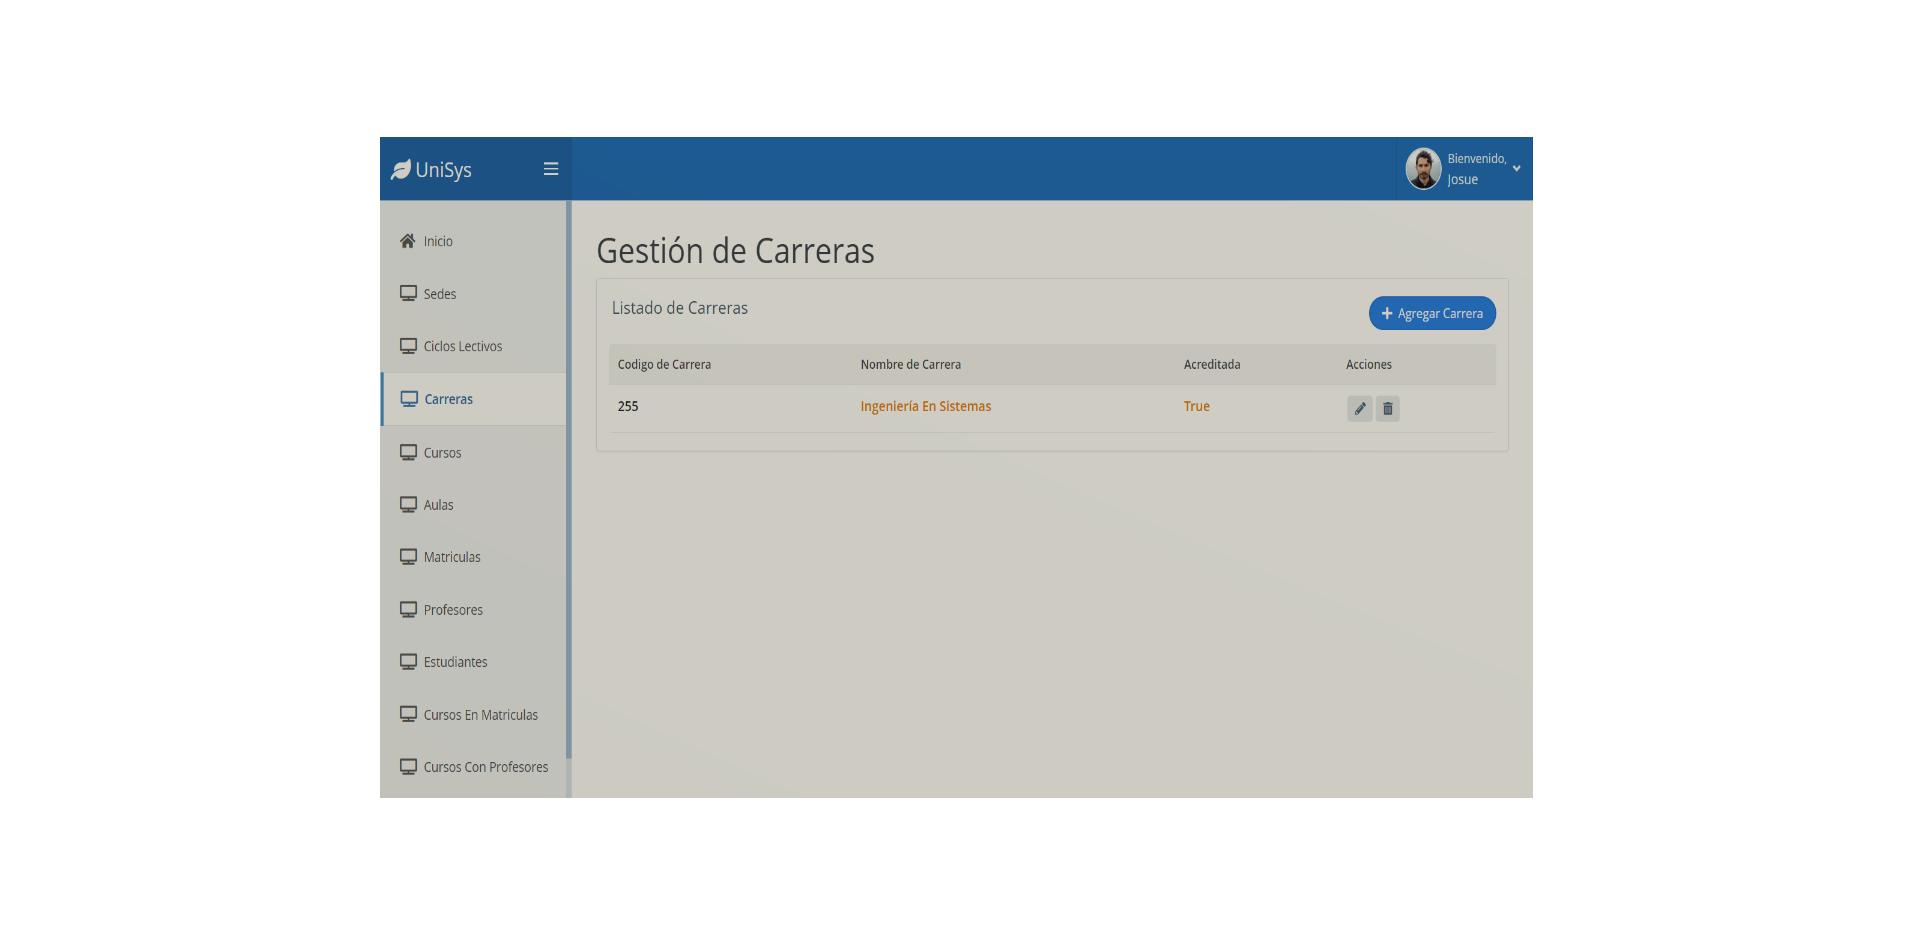 UniSys
Bienvenido,
Josue
Inicio
Sedes
Ciclos Lectivos
Carreras
Cursos
Aulas
Matriculas
Profesores
Estudiantes
Cursos En Matriculas
Cursos Con Profesores
Gestión de Carreras
Listado de Carreras
Agregar Carrera
Codigo de Carrera Nombre de Carrera Acreditada Acciones
255 Ingeniería En Sistemas True